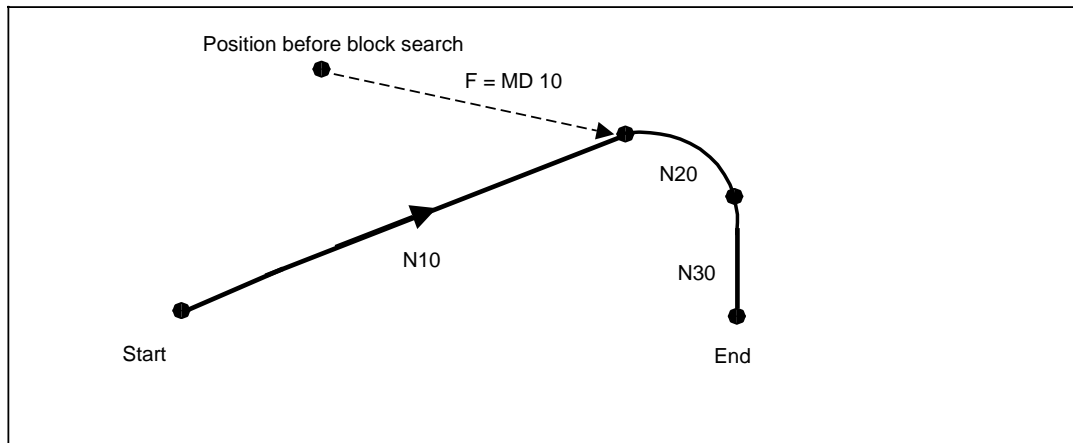 Position before block search
F = MD 10
N20
N10
N30
Start
End